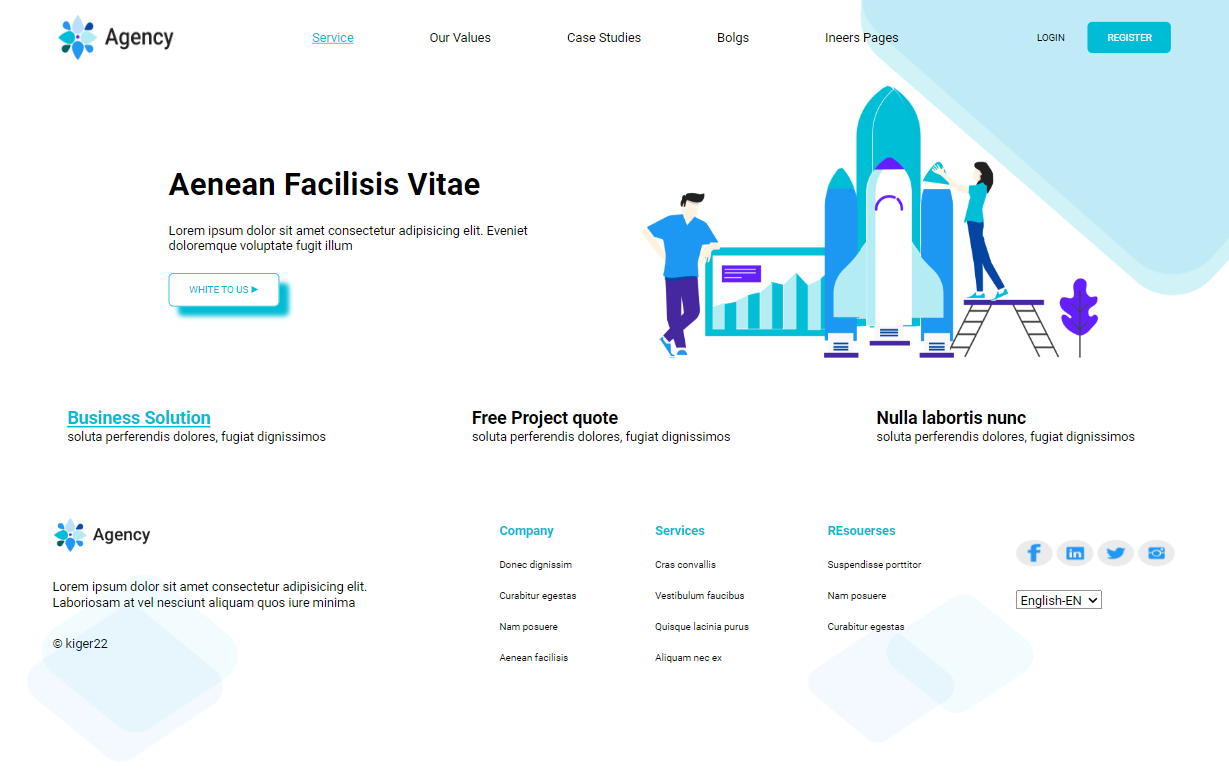 Agency
Service
Our Values
Case Studies
Bolgs
Ineers Pages
LOGIN
REGISTER
Aenean Facilisis Vitae
Lorem ipsum dolor sit amet consectetur adipisicing elit. Eveniet
doloremque voluptate fugit illum
WHITE TO US ►
Business Solution
soluta perferendis dolores, fugiat dignissimos
Free Project quote
soluta perferendis dolores, fugiat dignissimos
Nulla labortis nunc
soluta perferendis dolores, fugiat dignissimos
Agency
Lorem ipsum dolor sit amet consectetur adipisicing elit.
Laboriosam at vel nesciunt aliquam quos iure minima
© kiger22
Company
Donec dignissim
Curabitur egestas
Nam posuere
Aenean facilisis
Services
Cras convallis
Vestibulum faucibus
Quisque lacinia purus
Aliquam nec ex
REsouerses
Suspendisse porttitor
Nam posuere
Curabitur egestas
English-EN